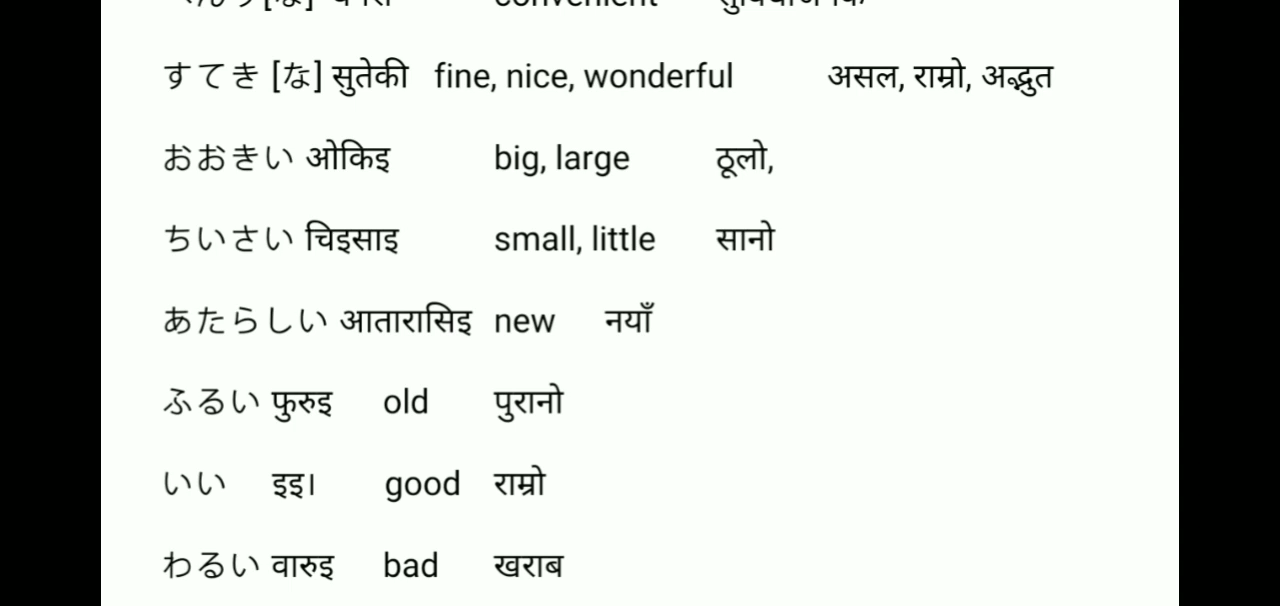 すてき [な] सुतेकी fine, nice, wonderful असल, राम्रो, अद्भुत
おおきい ओकिइ big, large ठूलो,
ちいさい चिइसाइ small, little सानो
あたらしい आतारासिइ new नयाँ
ふるい फुरुइ old पुरानो
いい इइ। good राम्रो
わるい वारुइ bad खराब